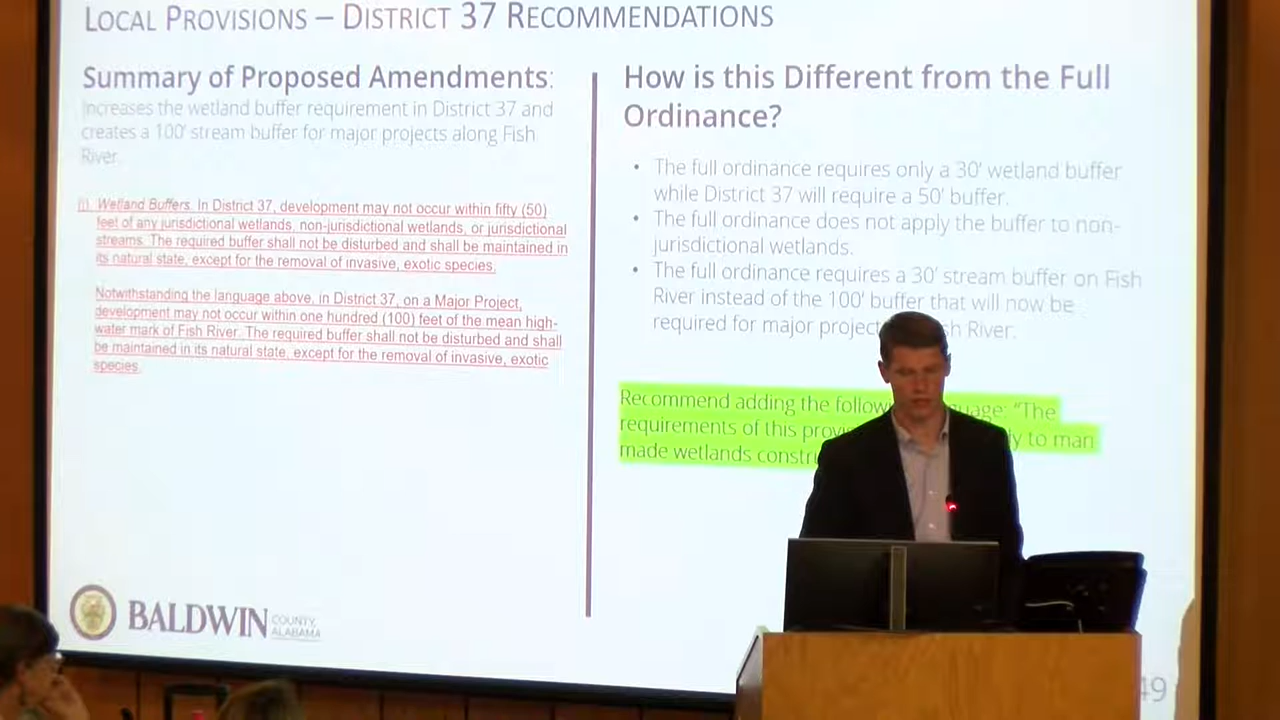 LOCAL PROVISIONS – DISTRICT 37 RECOMMENDATIONS
Summary of Proposed Amendments:
Increases the wetland buffer requirement in District 37 and
creates a 100' stream buffer for major projects along Fish
River.
(i) Wetland Buffers. In District 37, development may not occur within fifty (50)
feet of any jurisdictional wetlands, non-jurisdictional wetlands, or jurisdictional
streams. The required buffer shall not be disturbed and shall be maintained in
its natural state, except for the removal of invasive, exotic species.
Notwithstanding the language above, in District 37, on a Major Project,
development may not occur within one hundred (100) feet of the mean high-
water mark of Fish River. The required buffer shall not be disturbed and shall
be maintained in its natural state, except for the removal of invasive, exotic
species.
How is this Different from the Full
Ordinance?
• The full ordinance requires only a 30' wetland buffer
while District 37 will require a 50' buffer.
• The full ordinance does not apply the buffer to non-
jurisdictional wetlands.
• The full ordinance requires a 30' stream buffer on Fish
River instead of the 100' buffer that will now be
required for major River.
Recommend adding the "The
requirements of this to man
made wetlands
BALDWIN
COUNTY,
ALABAMA
49